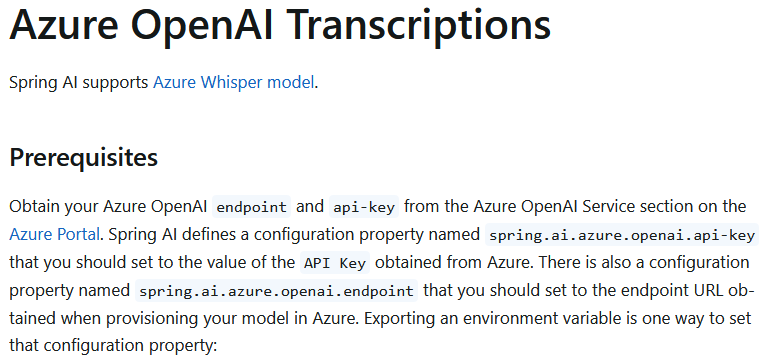 Azure OpenAI Transcriptions
Spring AI supports Azure Whisper model.
Prerequisites
Obtain your Azure OpenAI endpoint and api-key from the Azure OpenAI Service section on the
Azure Portal. Spring AI defines a configuration property named spring.ai.azure.openai.api-key
that you should set to the value of the API Key obtained from Azure. There is also a configuration
property named spring.ai.azure.openai.endpoint that you should set to the endpoint URL ob-
tained when provisioning your model in Azure. Exporting an environment variable is one way to set
that configuration property: